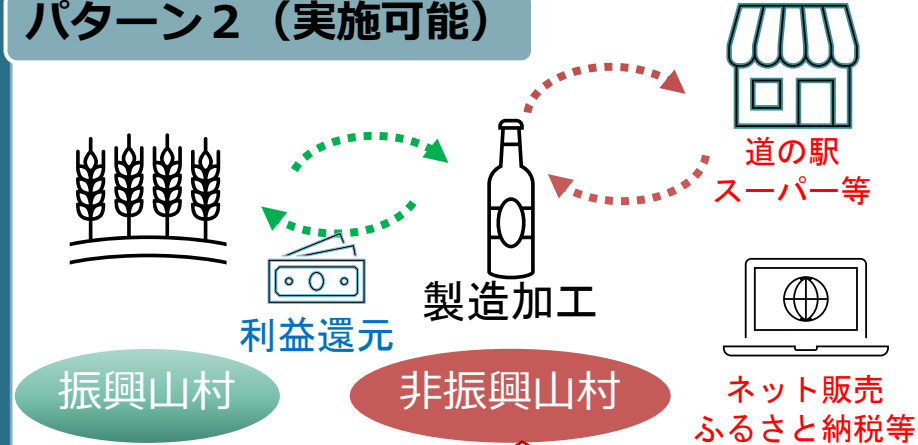 パターン２（実施可能）
道の駅
スーパー等
製造加工
利益還元
振興山村
非振興山村
ネット販売
ふるさと納税等